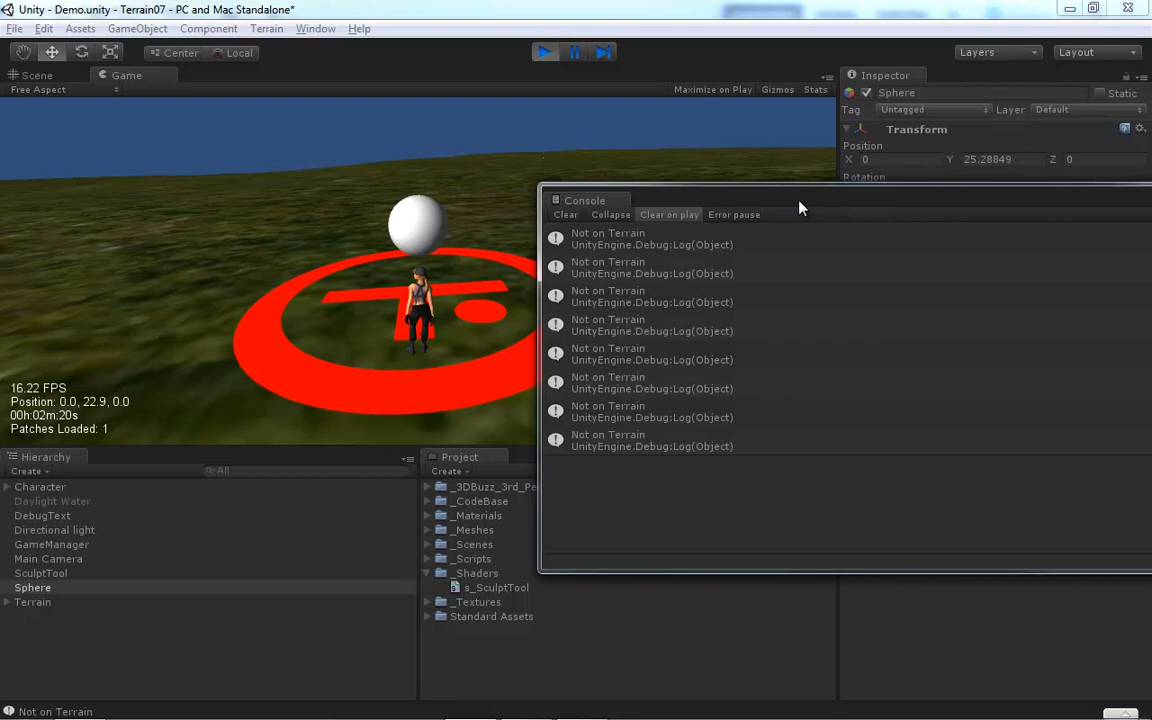 Unity - Demo.unity - Terrain07 - PC and Mac Standalone*
File Edit Assets GameObject Component Terrain Window Help
Center Local Layers Layout
Scene Game Inspector
Free Aspect Maximize on Play Gizmos Stats
Sphere Static
Tag Untagged Layer Default
Transform
Position
X 0 Y 25.28849 Z 0
Rotation
Console
Clear Collapse Clear on play Error pause
Not on Terrain
UnityEngine.Debug:Log(Object)
Not on Terrain
UnityEngine.Debug:Log(Object)
Not on Terrain
UnityEngine.Debug:Log(Object)
Not on Terrain
UnityEngine.Debug:Log(Object)
Not on Terrain
UnityEngine.Debug:Log(Object)
Not on Terrain
UnityEngine.Debug:Log(Object)
Not on Terrain
UnityEngine.Debug:Log(Object)
Not on Terrain
UnityEngine.Debug:Log(Object)
16.22 FPS
Position: 0.0, 22.9, 0.0
00h:02m:20s
Patches Loaded: 1
Hierarchy
Create All
Character
Daylight Water
DebugText
Directional light
GameManager
Main Camera
SculptTool
Sphere
Terrain
Project
Create
_3DBuzz_3rd_Pe
_CodeBase
_Materials
_Meshes
_Scenes
_Scripts
_Shaders
s_SculptTool
_Textures
Standard Assets
Not on Terrain